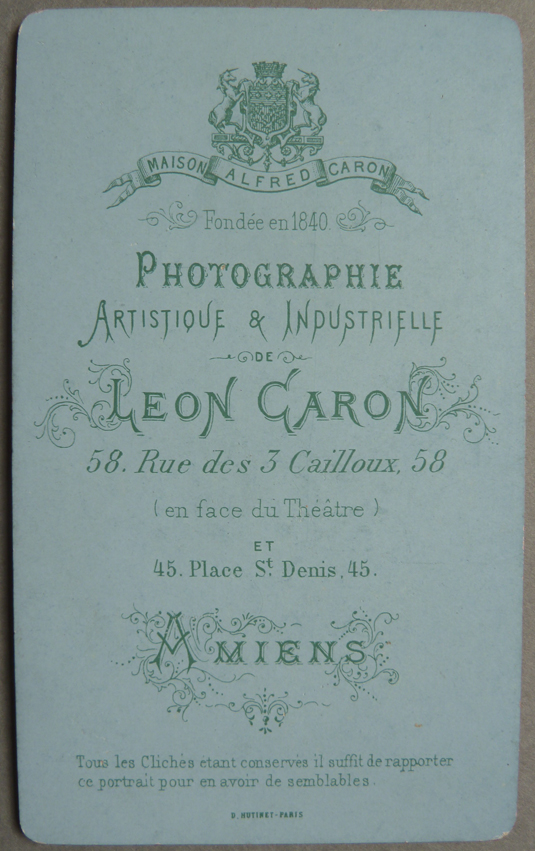 MAISON ALFRED CARON
Fondée en 1840.
PHOTOGRAPHIE
ARTISTIQUE & INDUSTRIELLE
DE
LEON CARON
58. Rue des 3 Cailloux, 58
(en face du Théâtre)
ET
45. Place St. Denis, 45.
AMIENS
Tous les Clichés étant conservés il suffit de rapporter
ce portrait pour en avoir de semblables.
D. HUTINET-PARIS